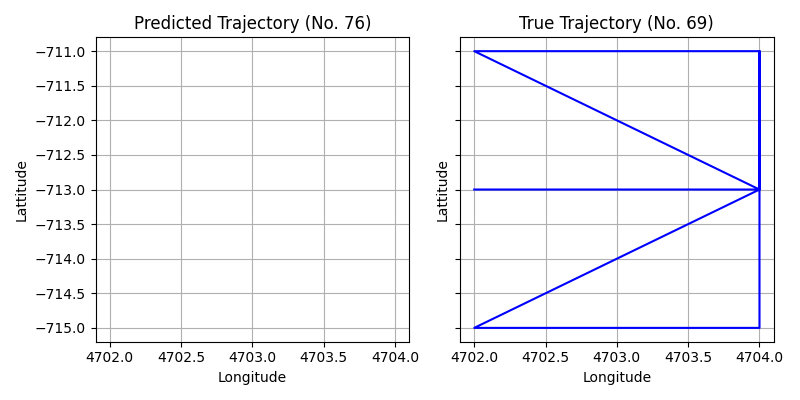 Predicted Trajectory (No. 76)
True Trajectory (No. 69)
−711.0
−711.5
−712.0
−712.5
−713.0
−713.5
−714.0
−714.5
−715.0
Lattitude
Lattitude
4702.0 4702.5 4703.0 4703.5 4704.0
4702.0 4702.5 4703.0 4703.5 4704.0
Longitude
Longitude